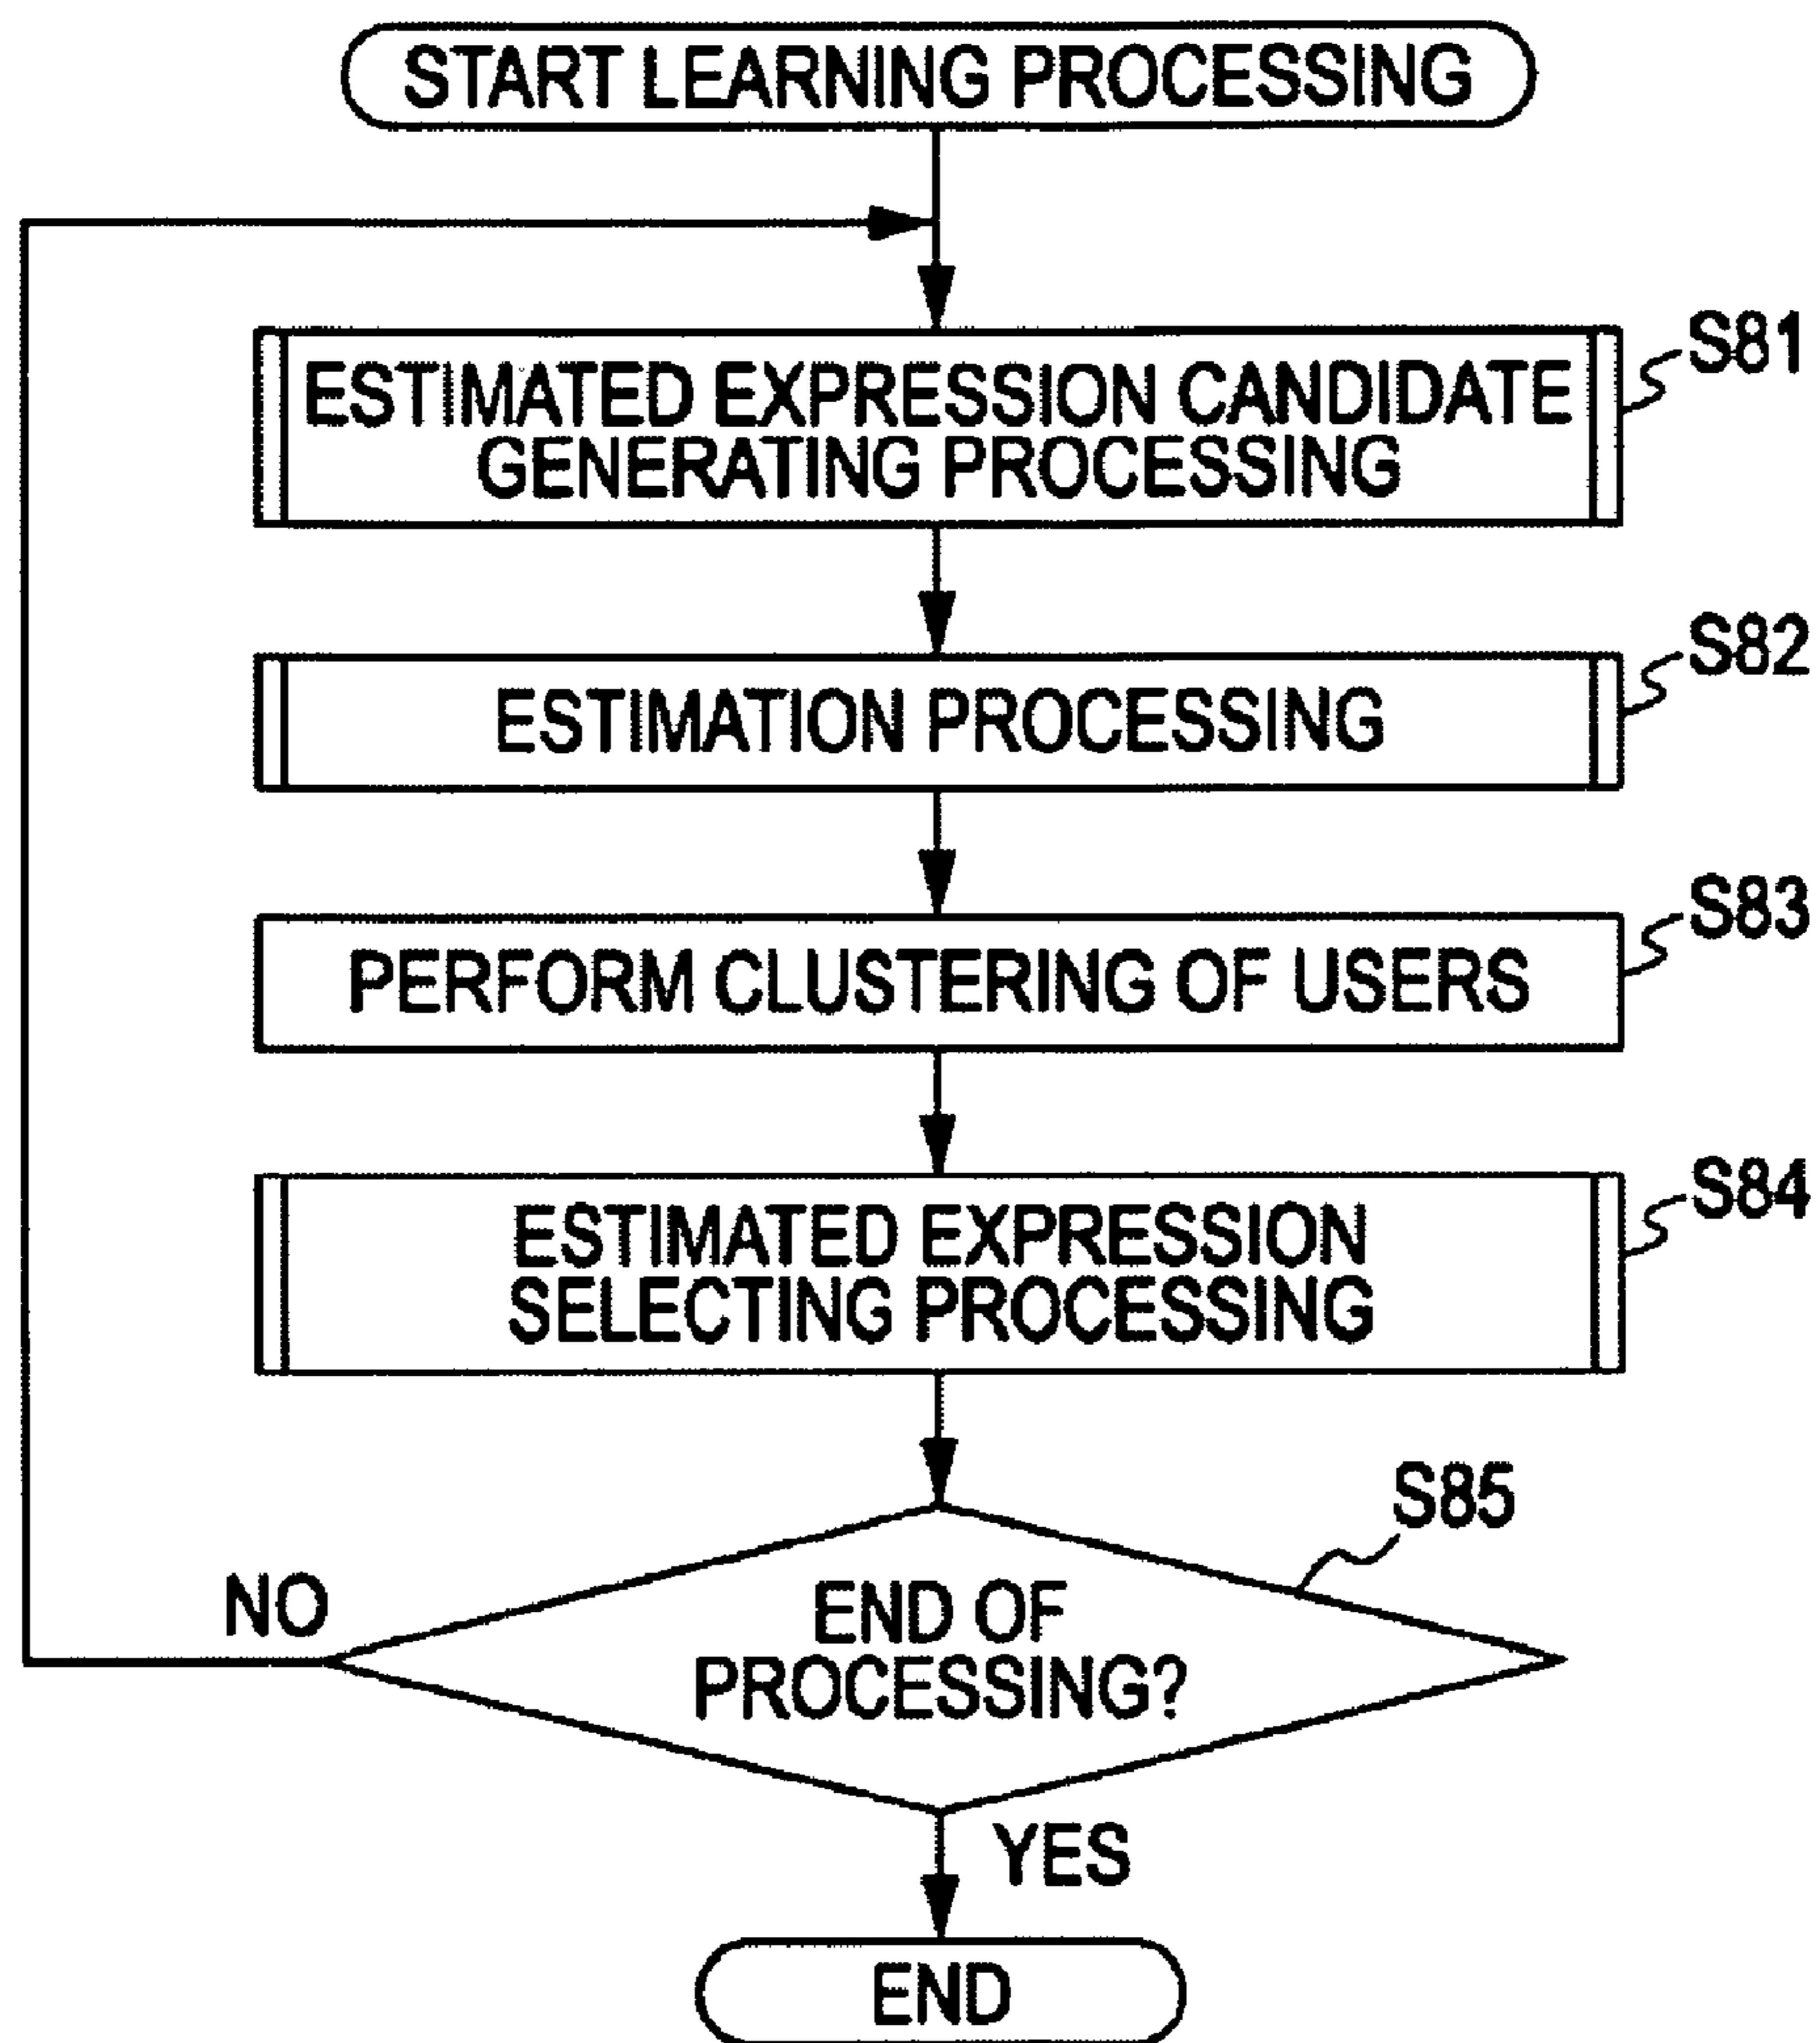 START LEARNING PROCESSING
S81
ESTIMATED EXPRESSION CANDIDATE
GENERATING PROCESSING
S82
ESTIMATION PROCESSING
S83
PERFORM CLUSTERING OF USERS
S84
ESTIMATED EXPRESSION
SELECTING PROCESSING
S85
END OF
PROCESSING?
NO
YES
END